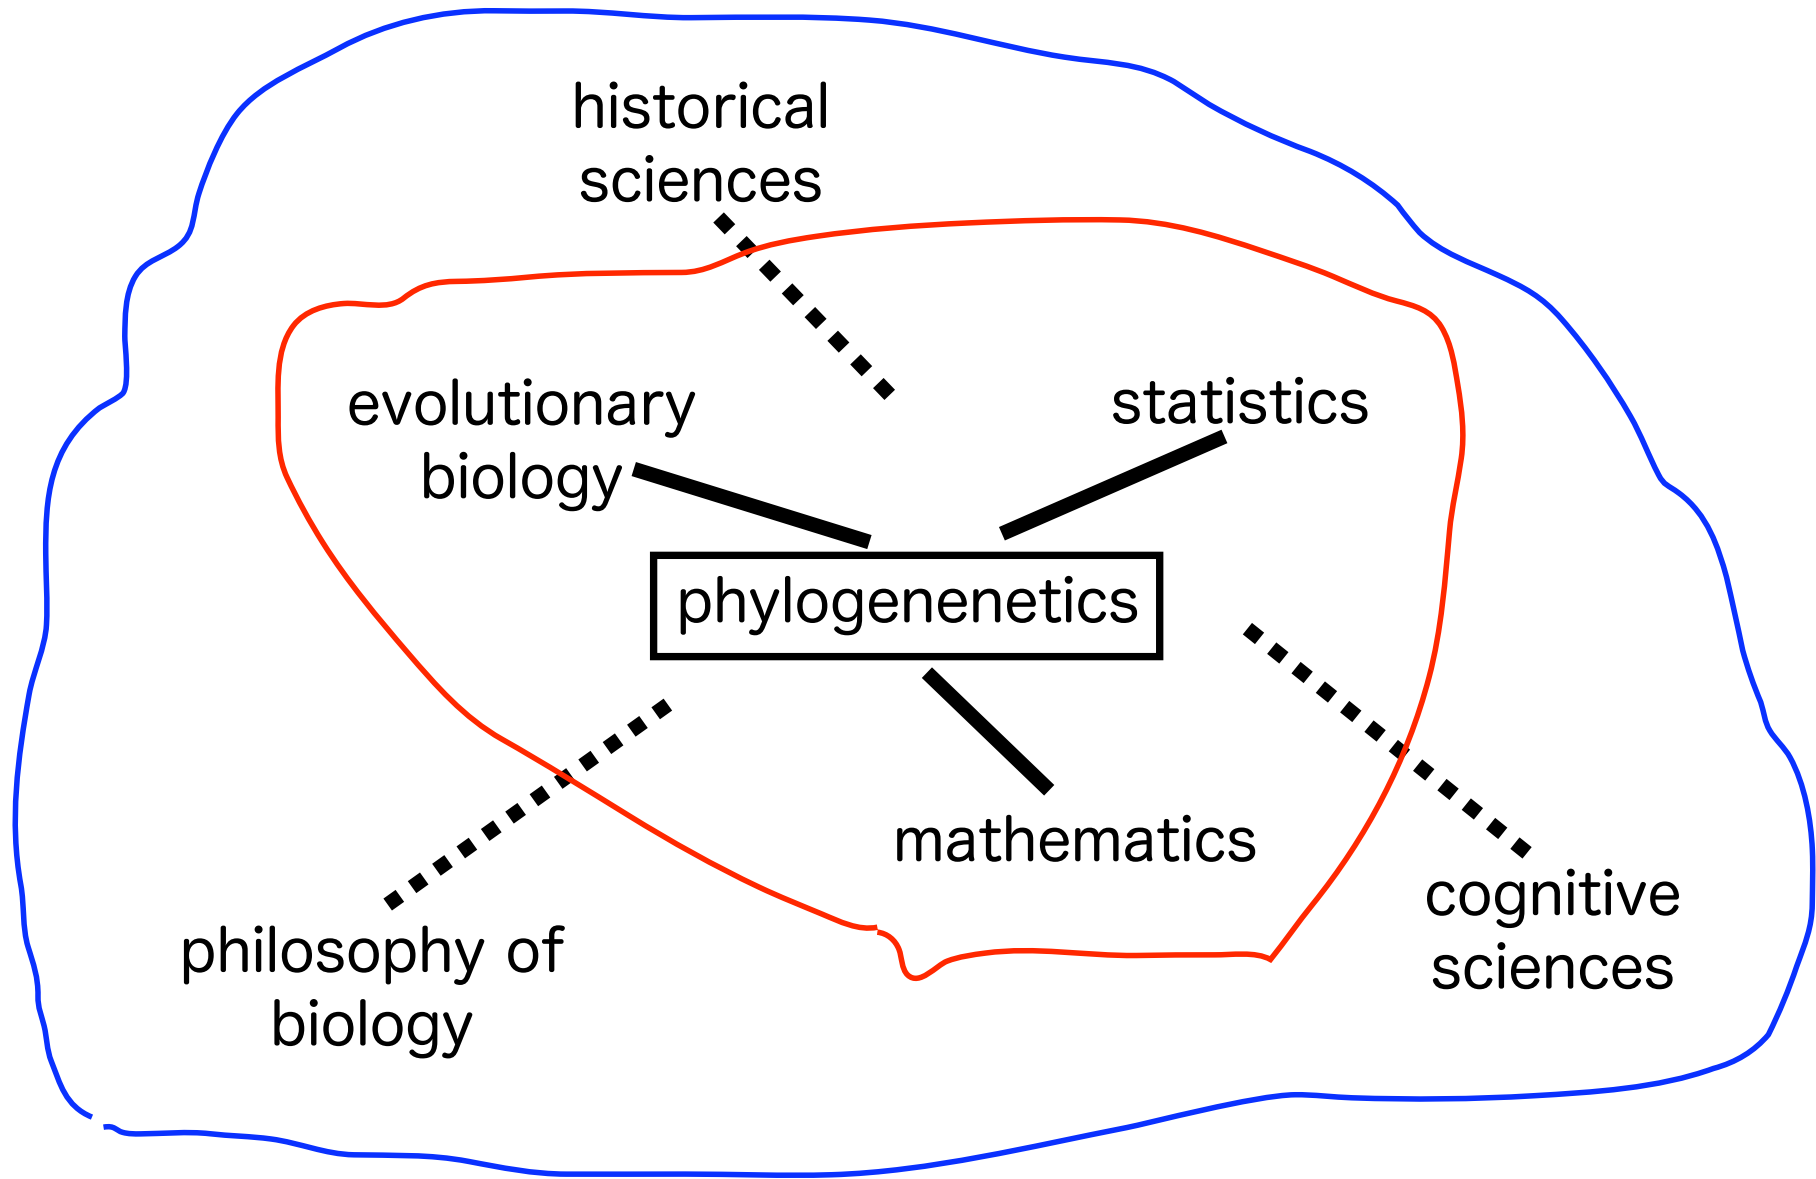 historical
sciences
evolutionary
biology
statistics
phylogenenetics
mathematics
cognitive
sciences
philosophy of
biology